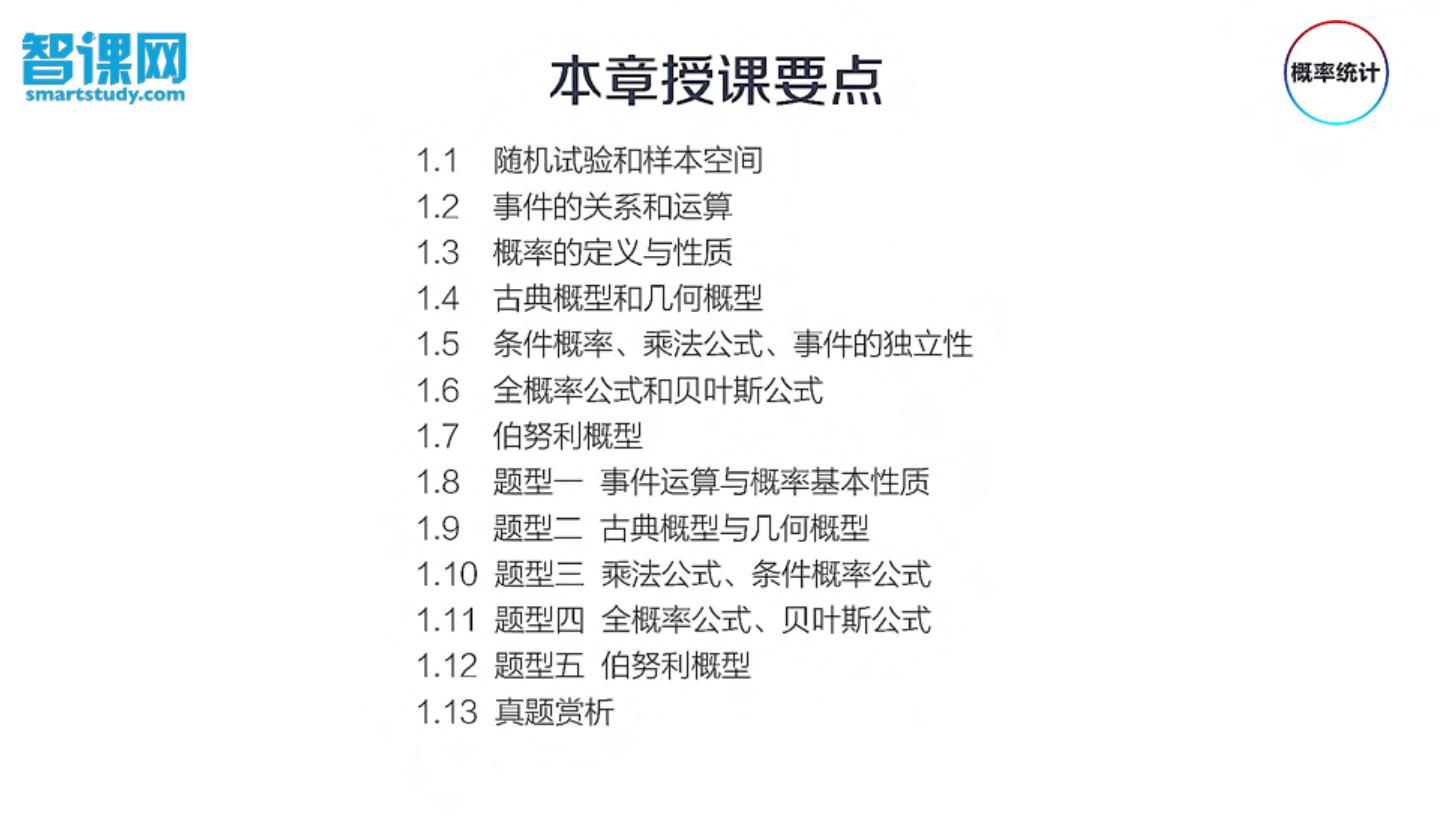 智课网
smartstudy.com
本章授课要点
概率统计
1.1 随机试验和样本空间
1.2 事件的关系和运算
1.3 概率的定义与性质
1.4 古典概型和几何概型
1.5 条件概率、乘法公式、事件的独立性
1.6 全概率公式和贝叶斯公式
1.7 伯努利概型
1.8 题型一 事件运算与概率基本性质
1.9 题型二 古典概型与几何概型
1.10 题型三 乘法公式、条件概率公式
1.11 题型四 全概率公式、贝叶斯公式
1.12 题型五 伯努利概型
1.13 真题赏析